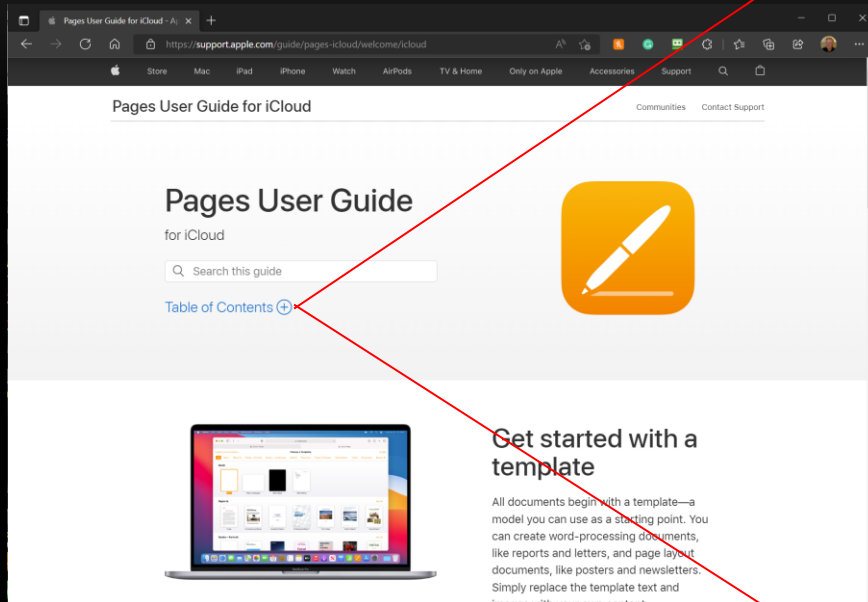 Pages User Guide for iCloud - Ap
https://support.apple.com/guide/pages-icloud/welcome/icloud
Store Mac iPad iPhone Watch AirPods TV & Home Only on Apple Accessories Support
Pages User Guide for iCloud
Communities Contact Support
Pages User Guide
for iCloud
Search this guide
Table of Contents
Get started with a
template
All documents begin with a template—a
model you can use as a starting point. You
can create word-processing documents,
like reports and letters, and page layout
documents, like posters and newsletters.
Simply replace the template text and